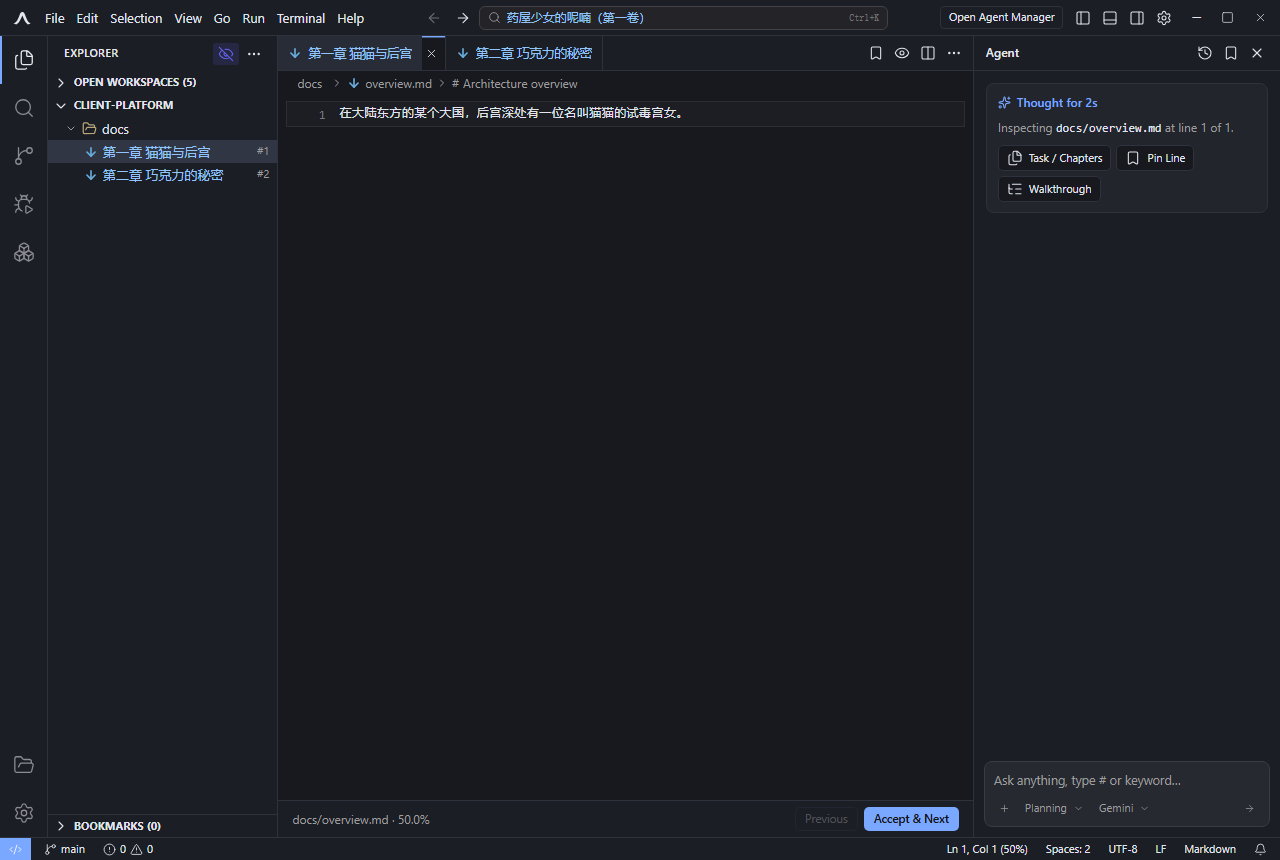 File Edit Selection View Go Run Terminal Help
药屋少女的呢喃（第一卷） Ctrl+K
Open Agent Manager
EXPLORER
OPEN WORKSPACES (5)
CLIENT-PLATFORM
docs
第一章 猫猫与后宫 #1
第二章 巧克力的秘密 #2
BOOKMARKS (0)
第一章 猫猫与后宫 第二章 巧克力的秘密
docs overview.md # Architecture overview
1 在大陆东方的某个大国，后宫深处有一位名叫猫猫的试毒宫女。
docs/overview.md · 50.0% Previous Accept & Next
Agent
Thought for 2s
Inspecting docs/overview.md at line 1 of 1.
Task / Chapters Pin Line
Walkthrough
Ask anything, type # or keyword...
Planning Gemini
main 0 0 Ln 1, Col 1 (50%) Spaces: 2 UTF-8 LF Markdown